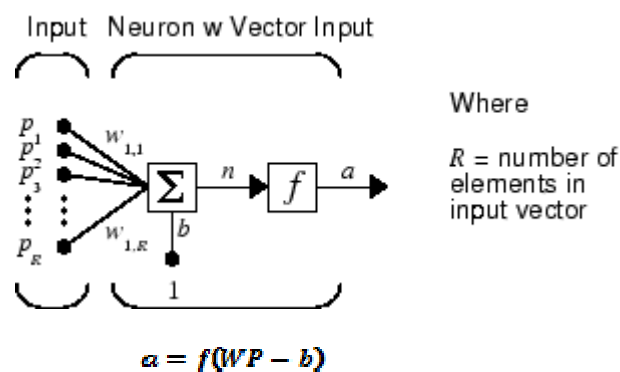 Input Neuron w Vector Input
p1
p2
p3
pR
w1,1
w1,R
Σ
n
f
a
b
1
Where
R = number of
elements in
input vector
a = f(WP − b)